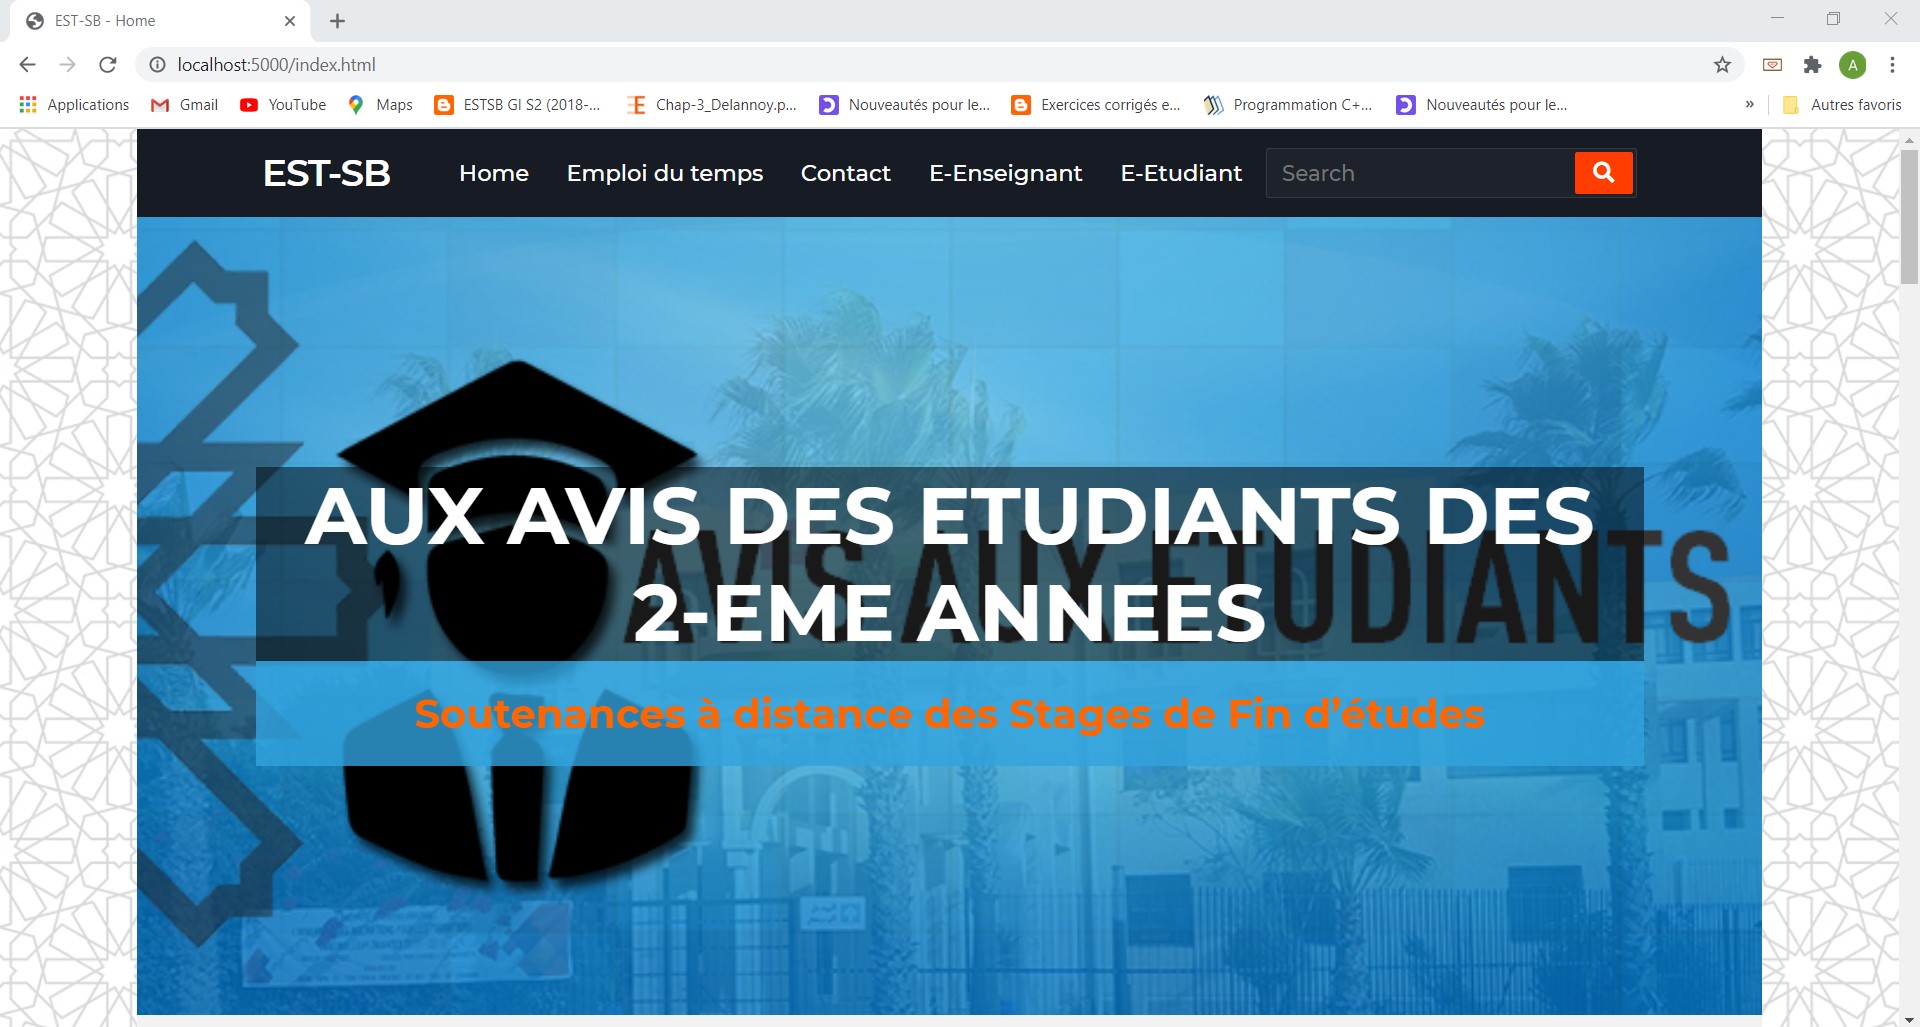 EST-SB - Home
localhost:5000/index.html
A
Applications Gmail YouTube Maps ESTSB GI S2 (2018-... Chap-3_Delannoy.p... Nouveautés pour le... Exercices corrigés e... Programmation C+... Nouveautés pour le... » Autres favoris
EST-SB Home Emploi du temps Contact E-Enseignant E-Etudiant Search
AUX AVIS DES ETUDIANTS DES
AVIS AUX ETUDIANTS
2-EME ANNEES
Soutenances à distance des Stages de Fin d’études